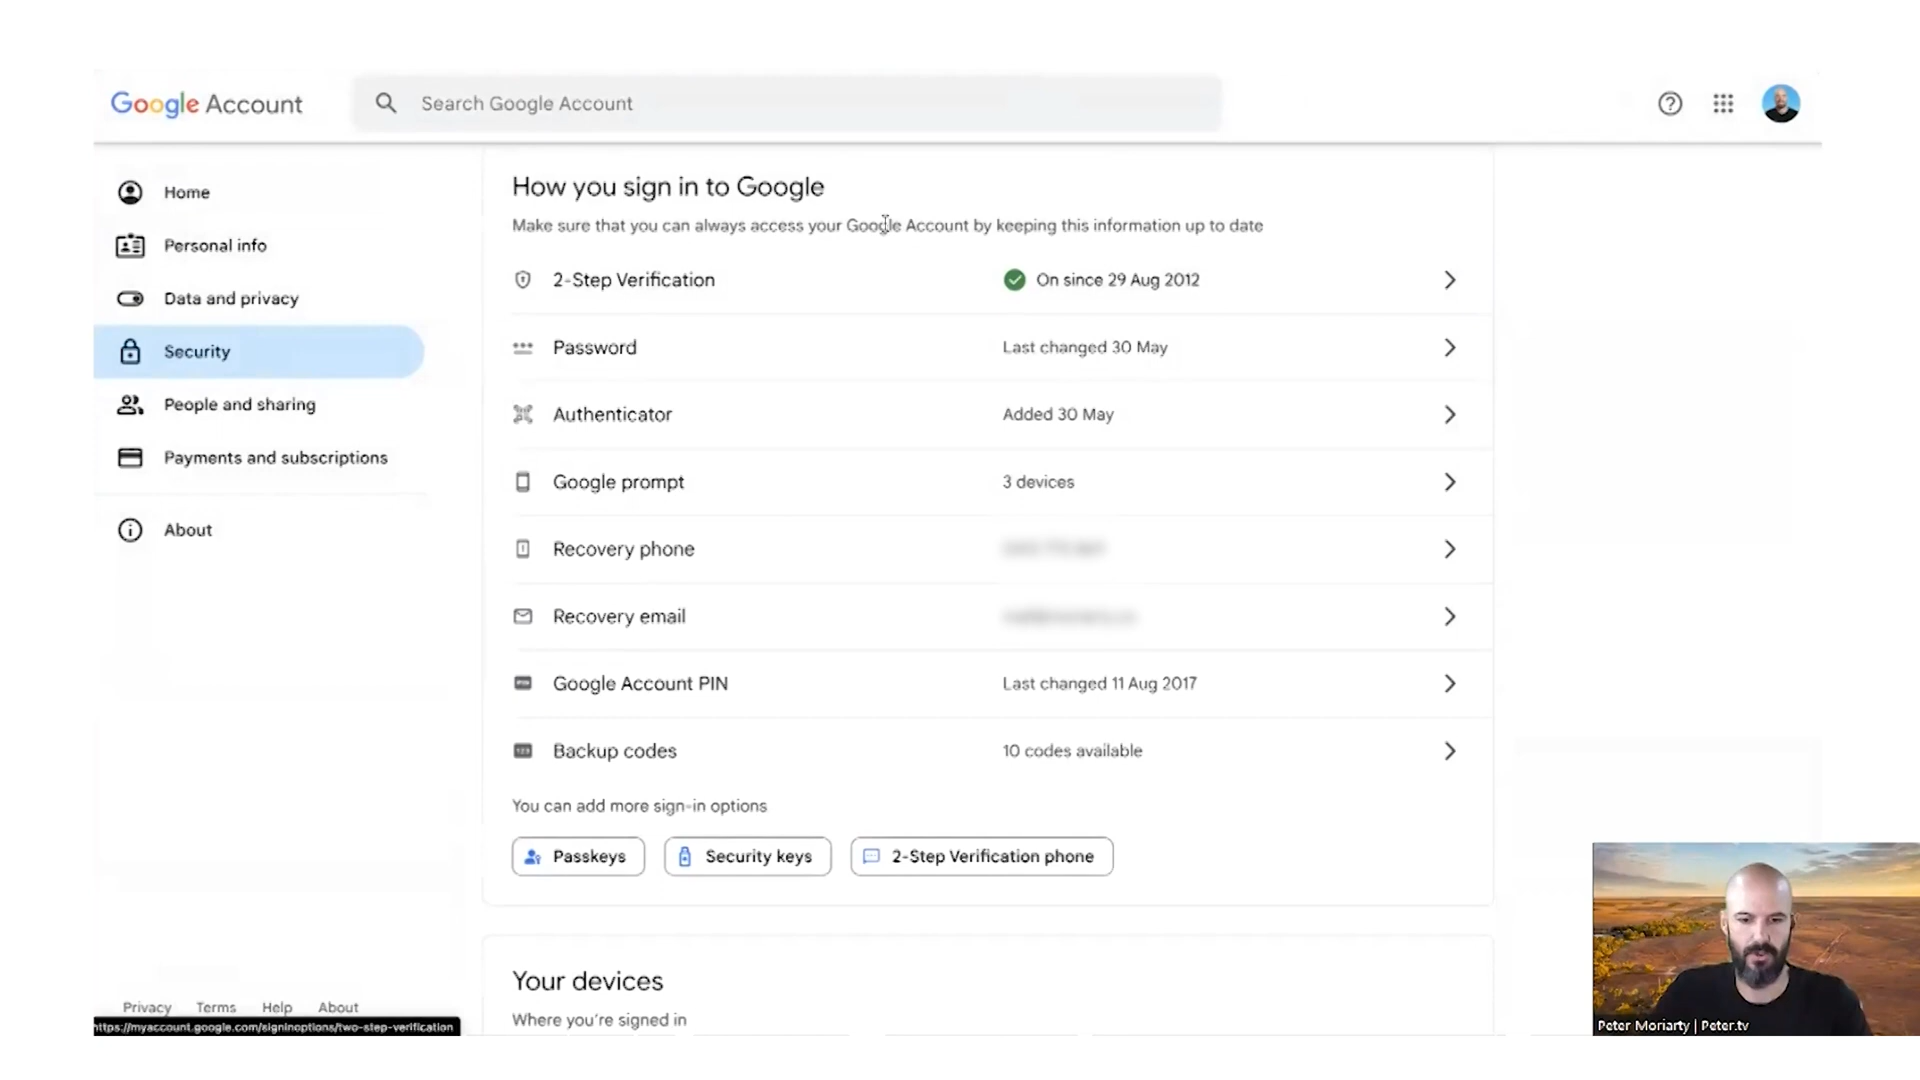 Google Account
Search Google Account
Home
Personal info
Data and privacy
Security
People and sharing
Payments and subscriptions
About
How you sign in to Google
Make sure that you can always access your Google Account by keeping this information up to date
2-Step Verification
On since 29 Aug 2012
Password
Last changed 30 May
Authenticator
Added 30 May
Google prompt
3 devices
Recovery phone
Recovery email
Google Account PIN
Last changed 11 Aug 2017
Backup codes
10 codes available
You can add more sign-in options
Passkeys
Security keys
2-Step Verification phone
Your devices
Where you're signed in
Privacy
Terms
Help
About
https://myaccount.google.com/signinoptions/two-step-verification
Peter Moriarty | Peter.tv